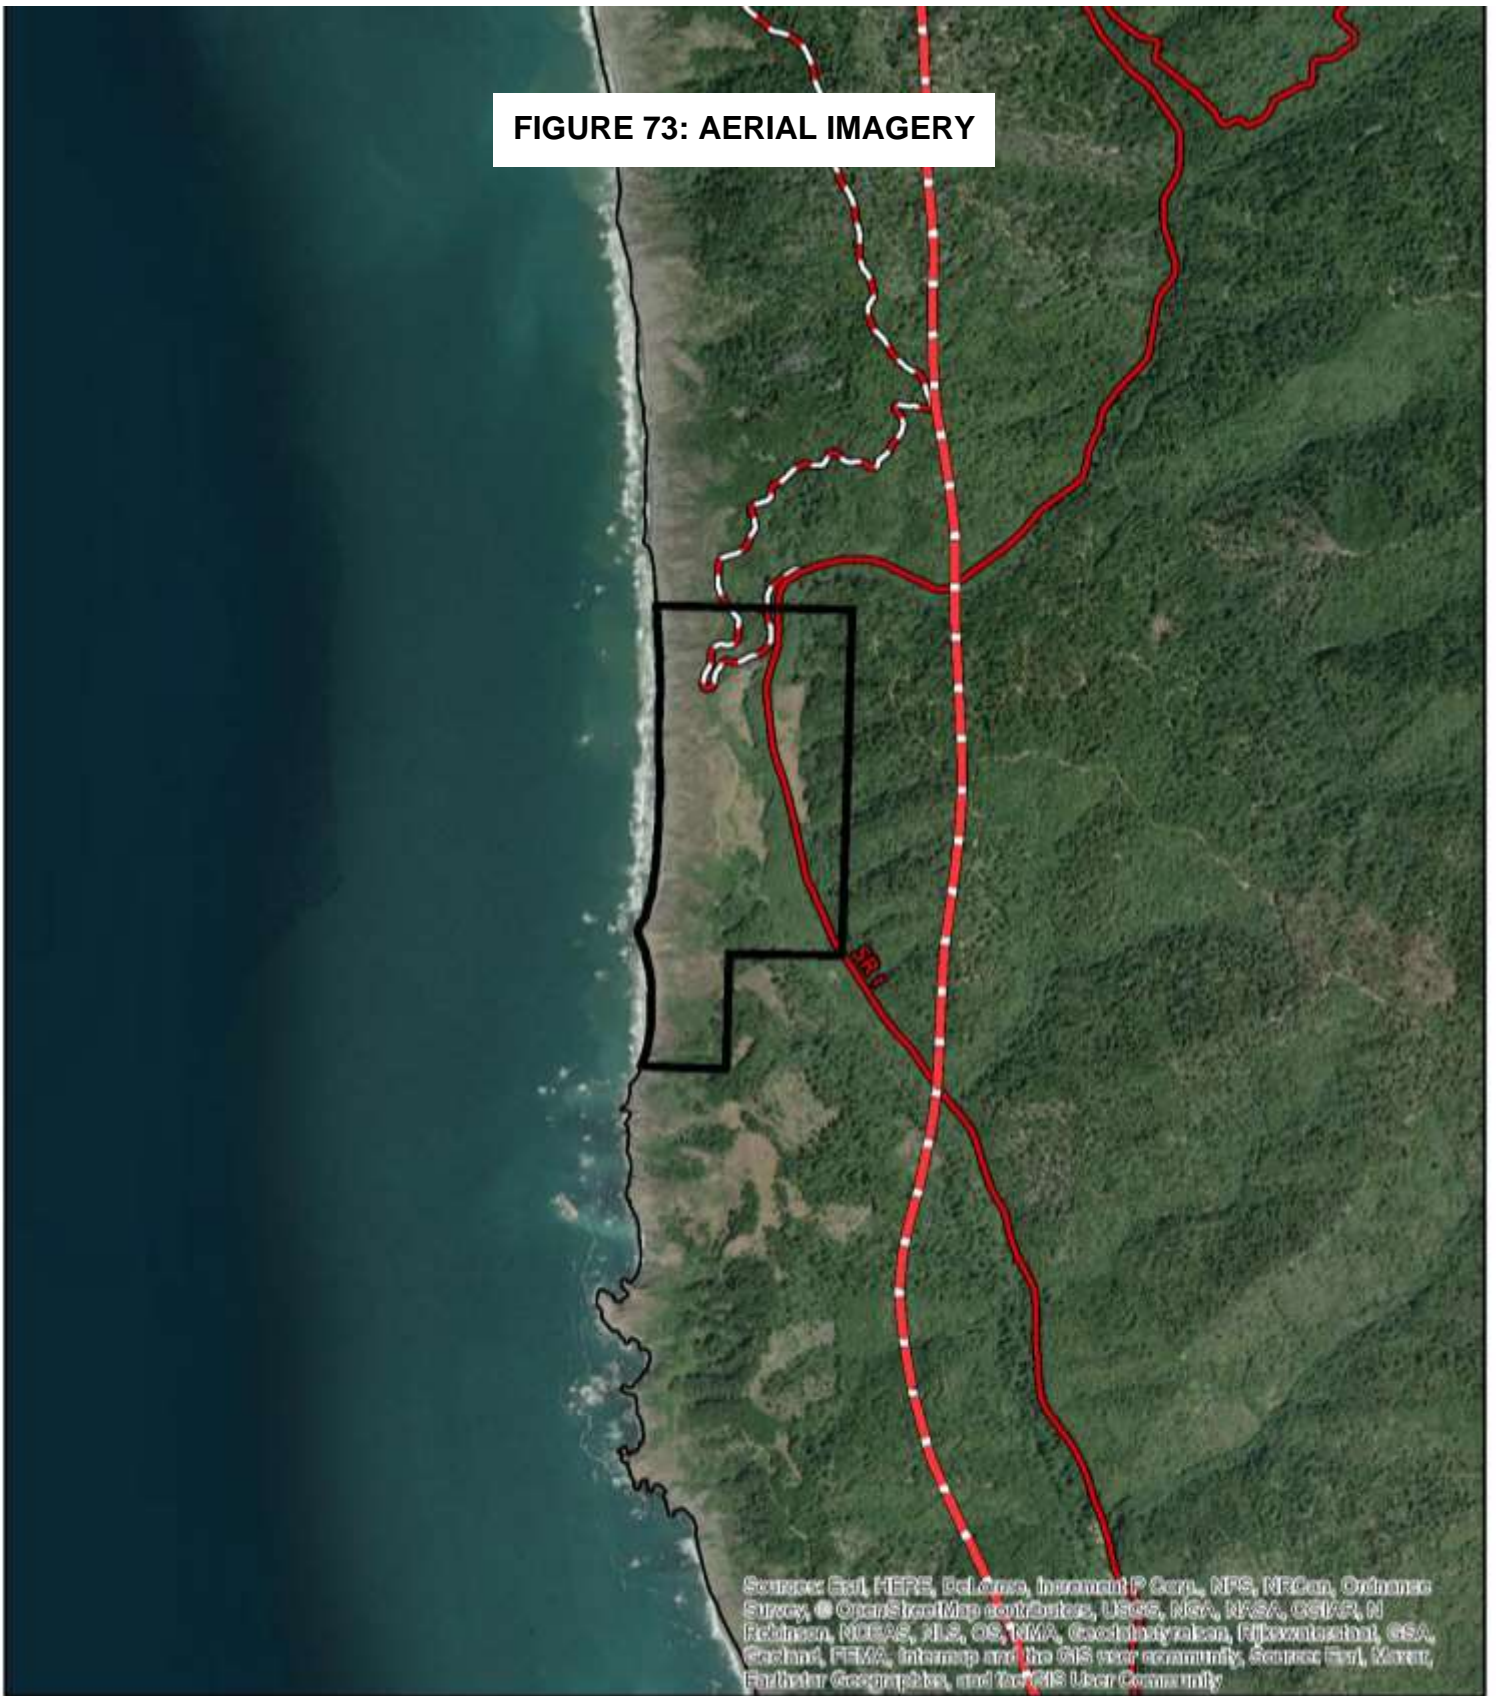 FIGURE 73: AERIAL IMAGERY
SR 1
Sources: Esri, HERE, DeLorme, Increment P Corp., NPS, NRCan, Ordnance
Survey, © OpenStreetMap contributors, USGS, NGA, NASA, CGIAR, N
Robinson, NCEAS, NLS, OS, NMA, Geodatastyrelsen, Rijkswaterstaat, GSA,
Geoland, FEMA, Intermap and the GIS user community, Source: Esri, Maxar,
Earthstar Geographics, and the GIS User Community